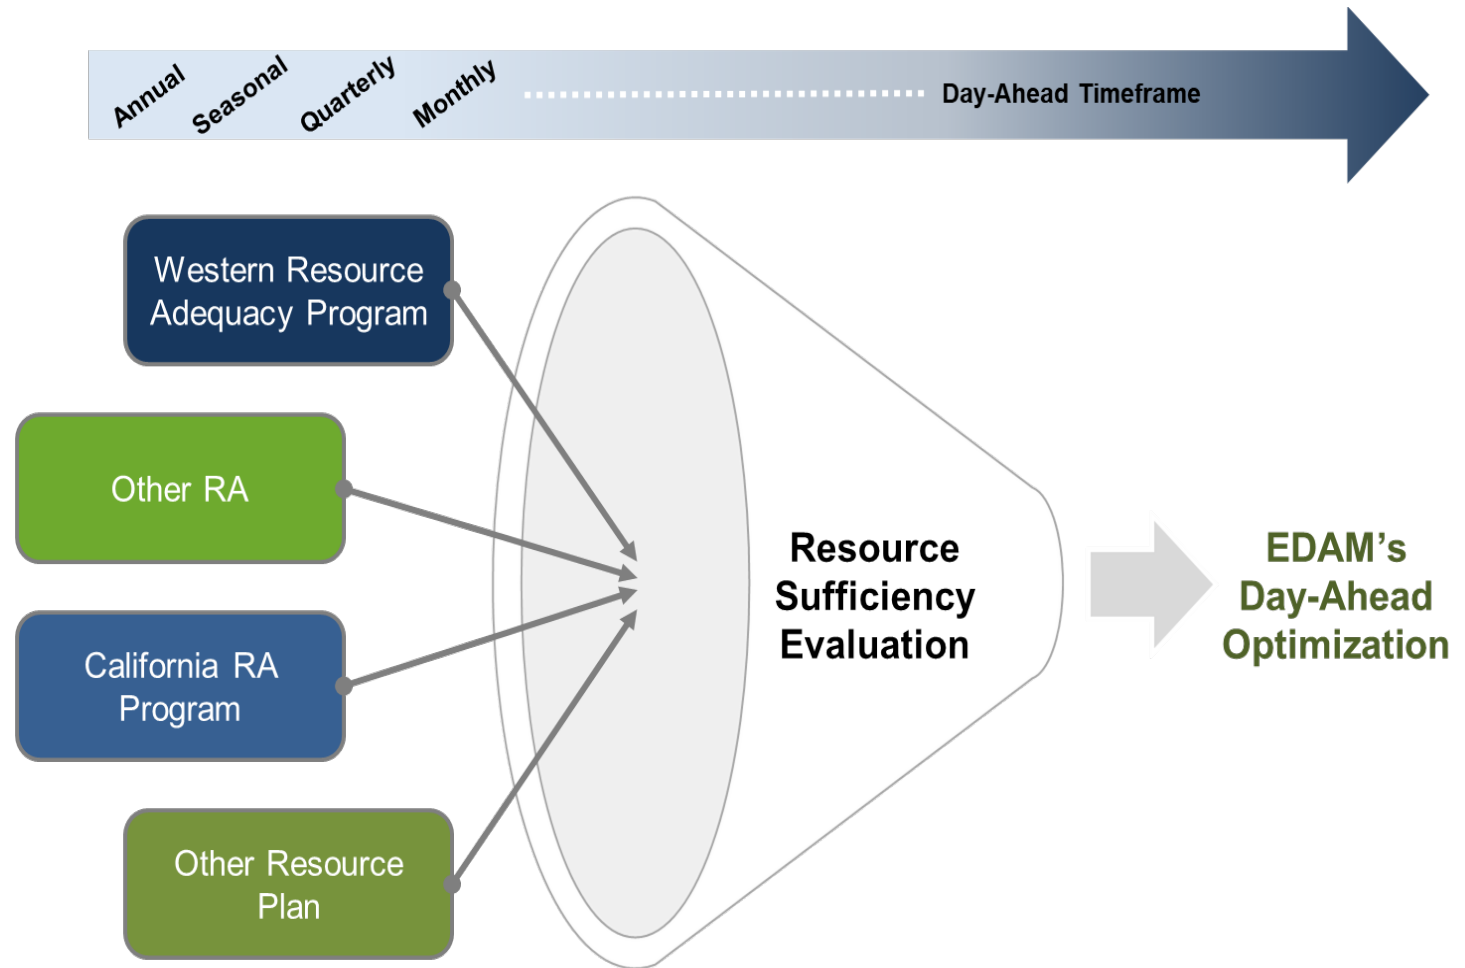 Annual
Seasonal
Quarterly
Monthly
Day-Ahead Timeframe
Western Resource
Adequacy Program
Other RA
California RA
Program
Other Resource
Plan
Resource
Sufficiency
Evaluation
EDAM’s
Day-Ahead
Optimization